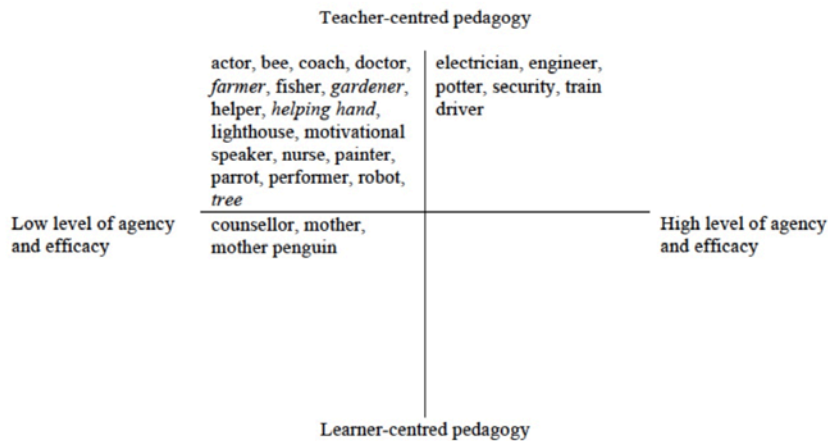 Teacher-centred pedagogy
actor, bee, coach, doctor,
farmer, fisher, gardener,
helper, helping hand,
lighthouse, motivational
speaker, nurse, painter,
parrot, performer, robot,
tree
electrician, engineer,
potter, security, train
driver
Low level of agency
and efficacy
counsellor, mother,
mother penguin
High level of agency
and efficacy
Learner-centred pedagogy